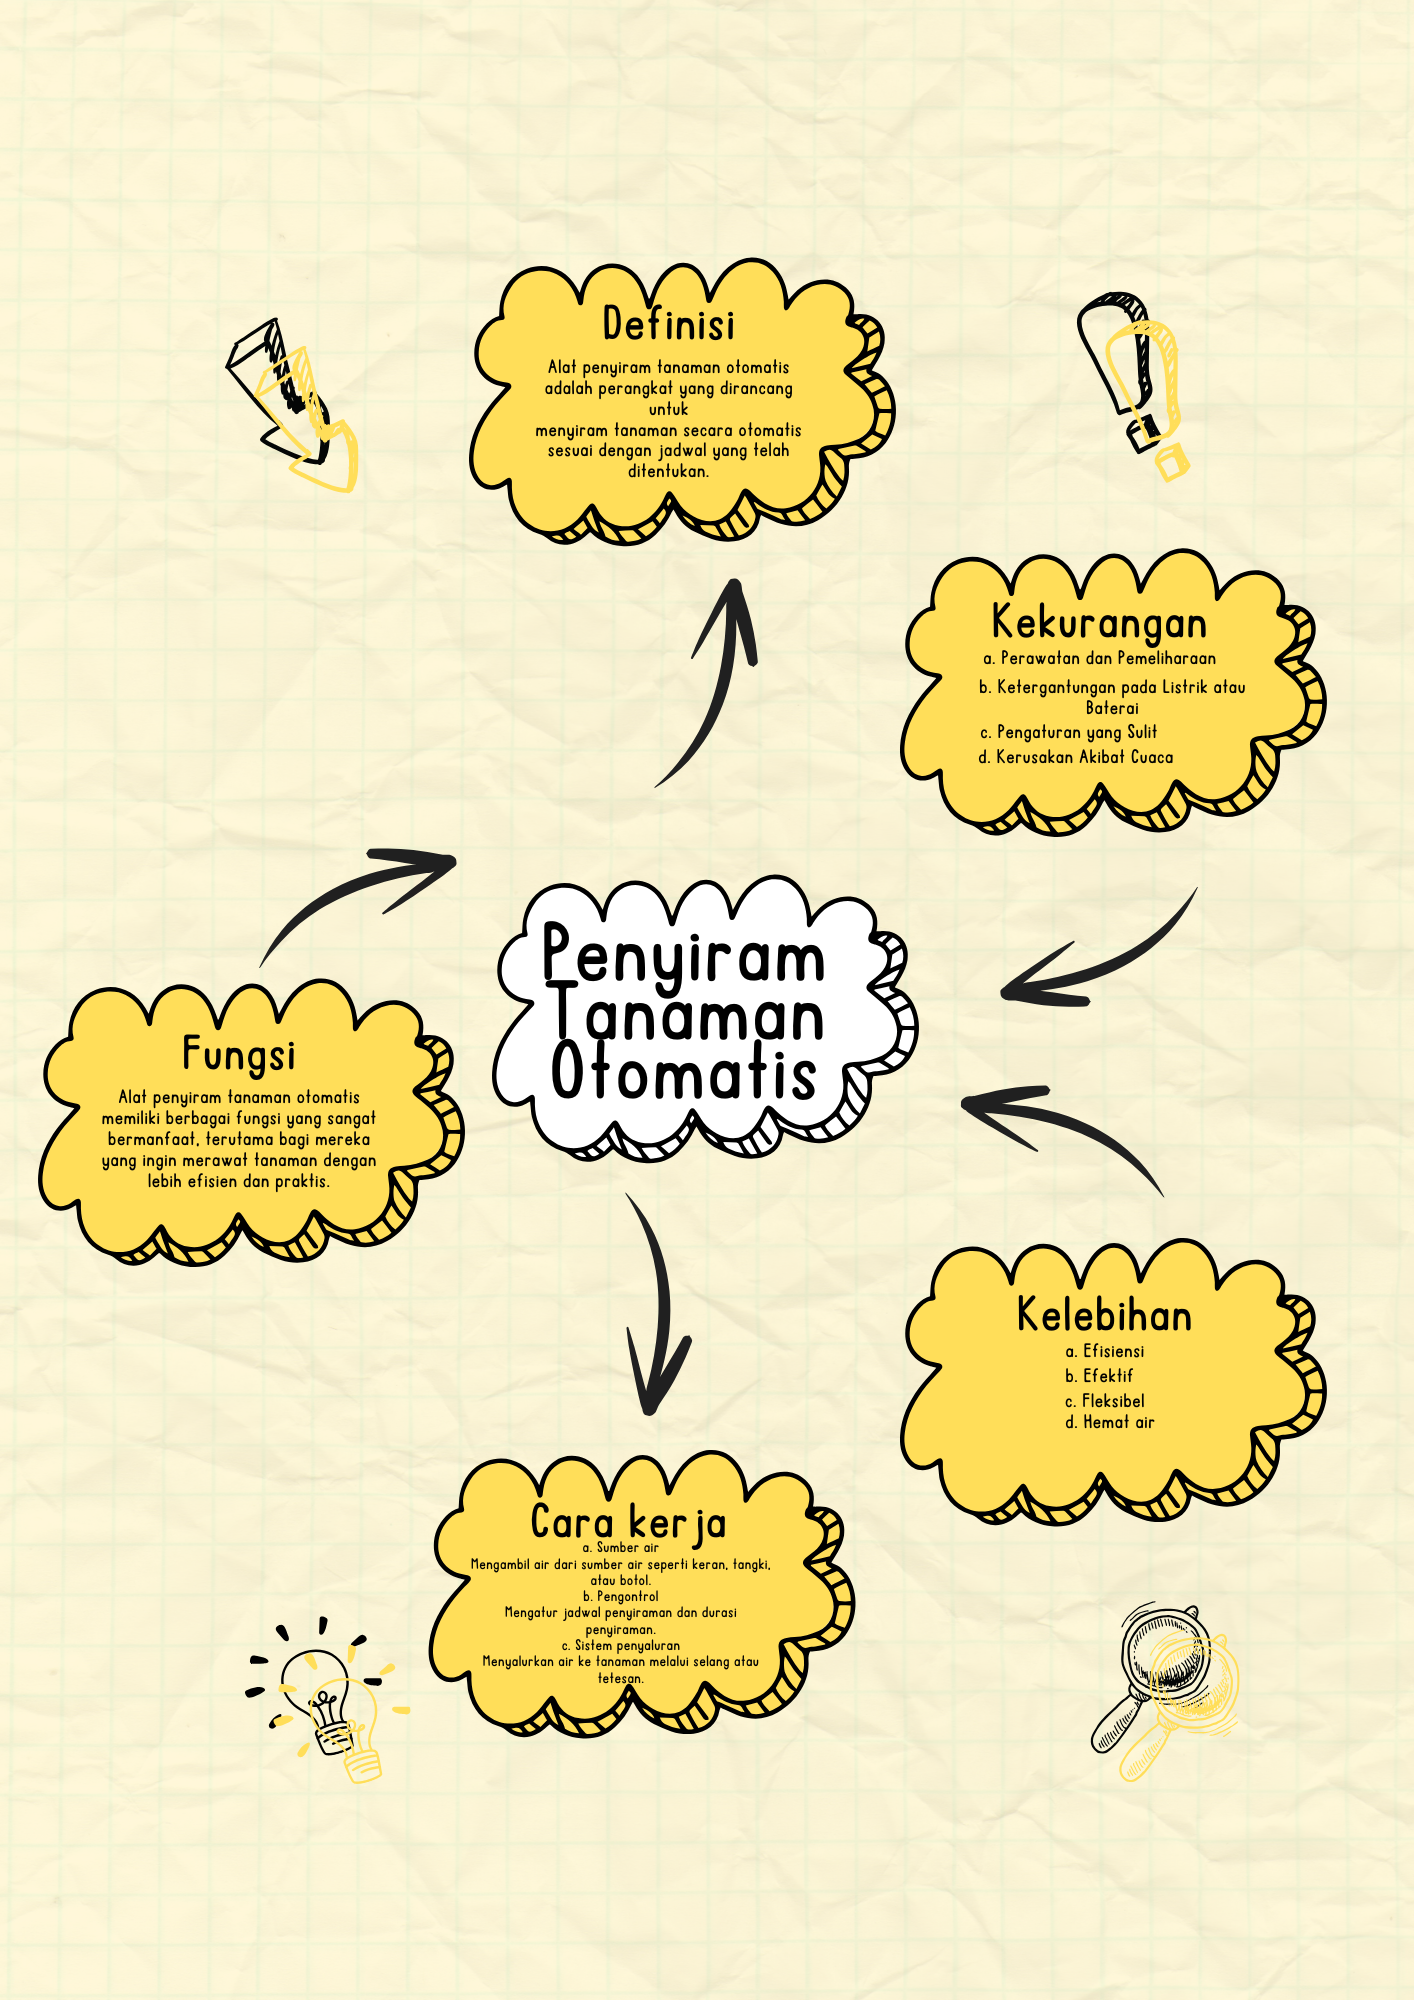 Definisi
Alat penyiram tanaman otomatis
adalah perangkat yang dirancang
untuk
menyiram tanaman secara otomatis
sesuai dengan jadwal yang telah
ditentukan.
Kekurangan
a. Perawatan dan Pemeliharaan
b. Ketergantungan pada Listrik atau
Baterai
c. Pengaturan yang Sulit
d. Kerusakan Akibat Cuaca
Penyiram
Tanaman
Otomatis
Fungsi
Alat penyiram tanaman otomatis
memiliki berbagai fungsi yang sangat
bermanfaat, terutama bagi mereka
yang ingin merawat tanaman dengan
lebih efisien dan praktis.
Kelebihan
a. Efisiensi
b. Efektif
c. Fleksibel
d. Hemat air
Cara kerja
a. Sumber air
Mengambil air dari sumber air seperti keran, tangki,
atau botol.
b. Pengontrol
Mengatur jadwal penyiraman dan durasi
penyiraman.
c. Sistem penyaluran
Menyalurkan air ke tanaman melalui selang atau
tetesan.